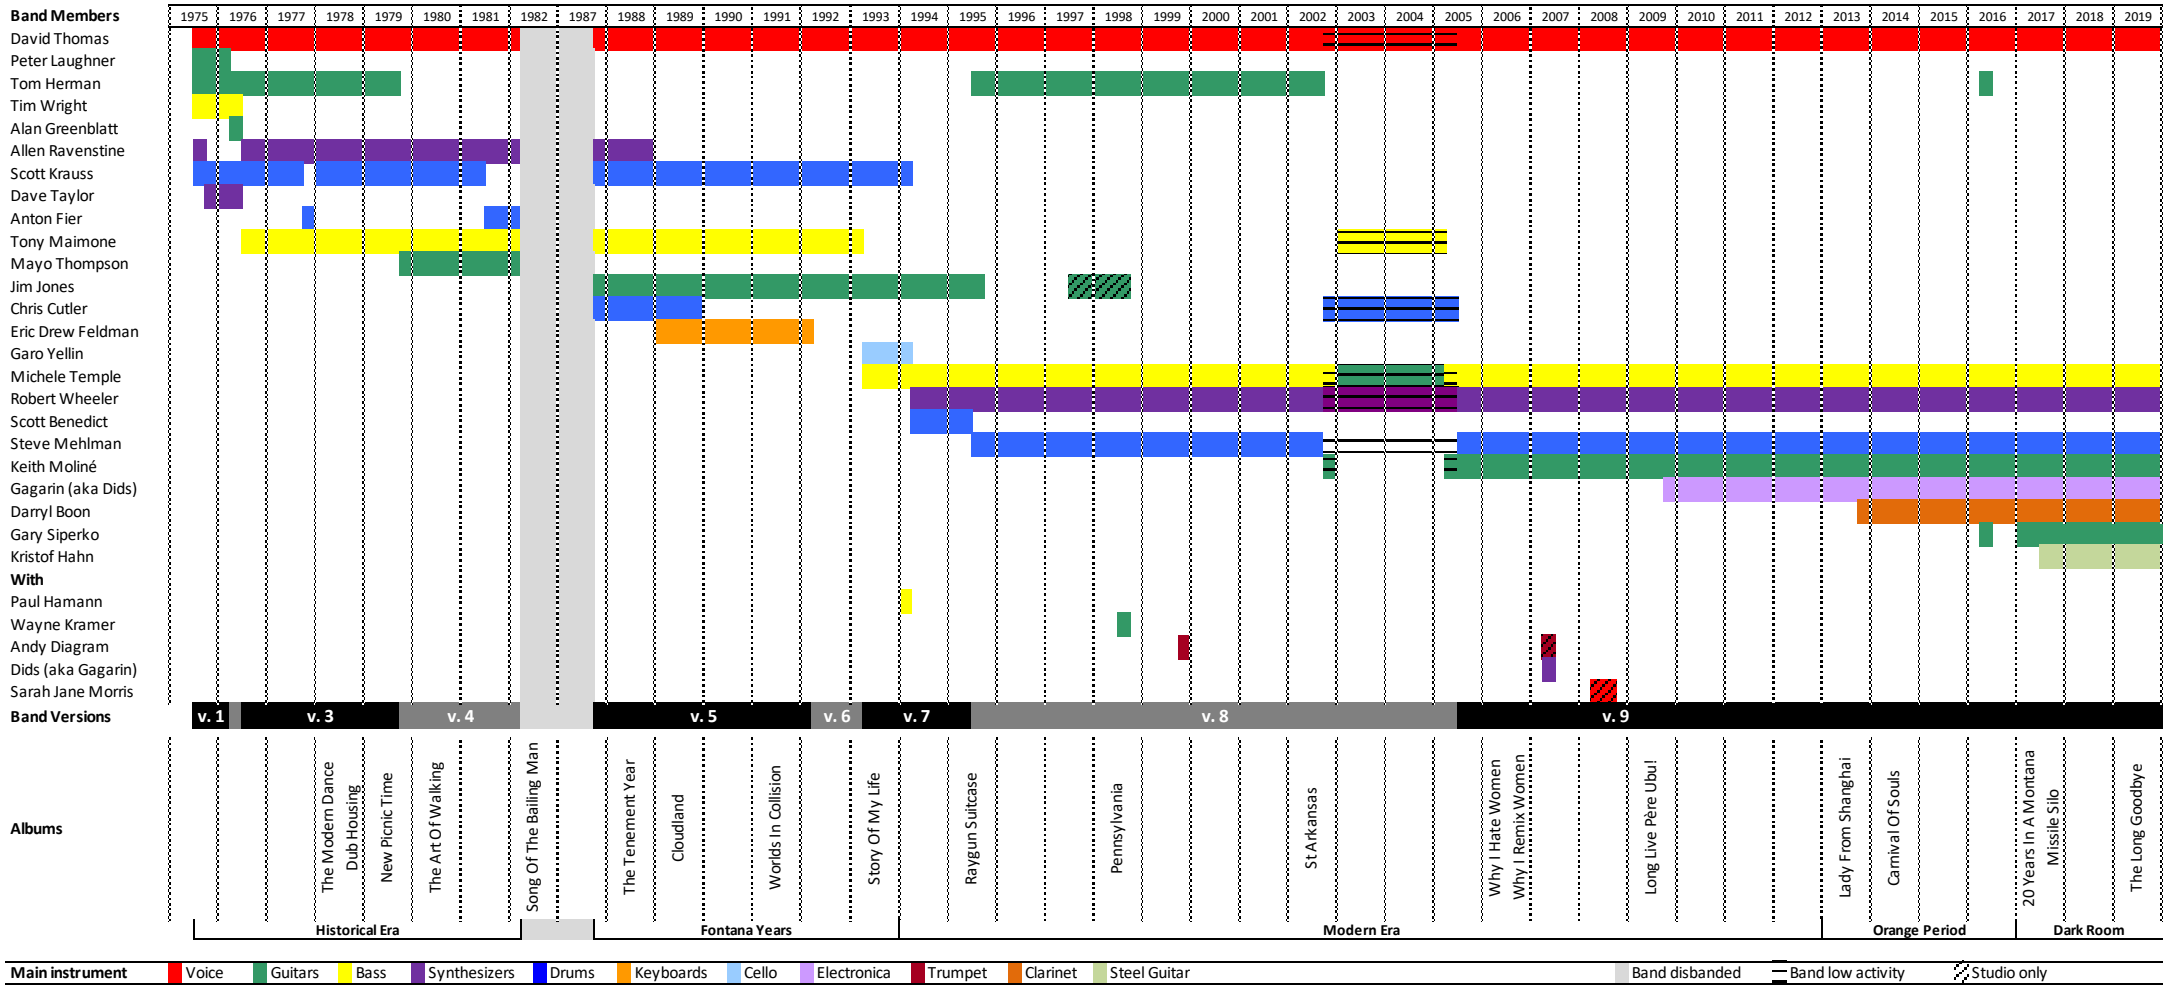 Band Members 1975 1976 1977 1978 1979 1980 1981 1982 1987 1988 1989 1990 1991 1992 1993 1994 1995 1996 1997 1998 1999 2000 2001 2002 2003 2004 2005 2006 2007 2008 2009 2010 2011 2012 2013 2014 2015 2016 2017 2018 2019
David Thomas
Peter Laughner
Tom Herman
Tim Wright
Alan Greenblatt
Allen Ravenstine
Scott Krauss
Dave Taylor
Anton Fier
Tony Maimone
Mayo Thompson
Jim Jones
Chris Cutler
Eric Drew Feldman
Garo Yellin
Michele Temple
Robert Wheeler
Scott Benedict
Steve Mehlman
Keith Moliné
Gagarin (aka Dids)
Darryl Boon
Gary Siperko
Kristof Hahn
With
Paul Hamann
Wayne Kramer
Andy Diagram
Dids (aka Gagarin)
Sarah Jane Morris
Band Versions v. 1 v. 3 v. 4 v. 5 v. 6 v. 7 v. 8 v. 9
Albums
The Modern Dance
Dub Housing
New Picnic Time
The Art Of Walking
Song Of The Bailing Man
The Tenement Year
Cloudland
Worlds In Collision
Story Of My Life
Raygun Suitcase
Pennsylvania
St Arkansas
Why I Hate Women
Why I Remix Women
Long Live Père Ubu!
Lady From Shanghai
Carnival Of Souls
20 Years In A Montana
Missile Silo
The Long Goodbye
Historical Era Fontana Years Modern Era Orange Period Dark Room
Main instrument Voice Guitars Bass Synthesizers Drums Keyboards Cello Electronica Trumpet Clarinet Steel Guitar Band disbanded Band low activity Studio only